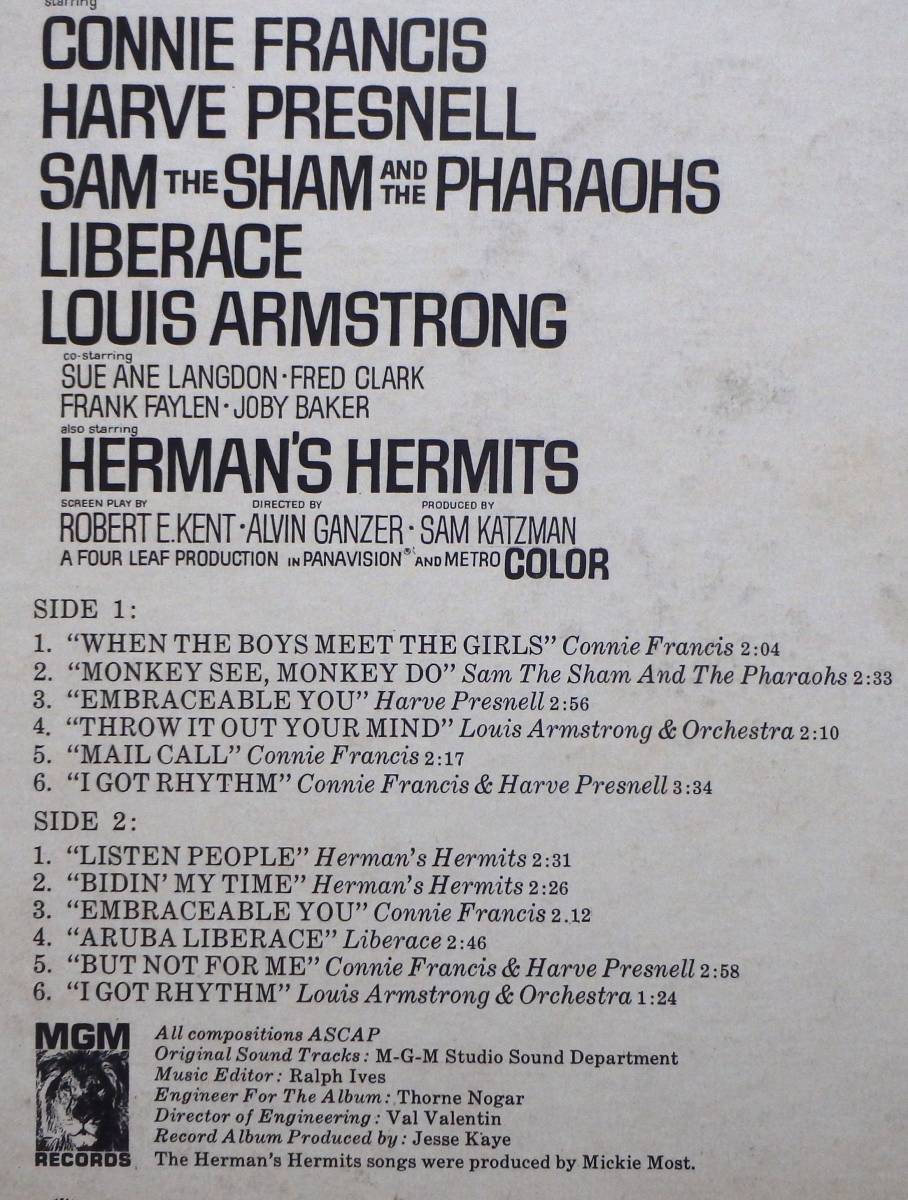 starring
CONNIE FRANCIS
HARVE PRESNELL
SAM THE SHAM AND THE PHARAOHS
LIBERACE
LOUIS ARMSTRONG
co-starring
SUE ANE LANGDON · FRED CLARK
FRANK FAYLEN · JOBY BAKER
also starring
HERMAN'S HERMITS
SCREEN PLAY BY DIRECTED BY PRODUCED BY
ROBERT E. KENT · ALVIN GANZER · SAM KATZMAN
A FOUR LEAF PRODUCTION IN PANAVISION® AND METROCOLOR
SIDE 1:
1. "WHEN THE BOYS MEET THE GIRLS" Connie Francis 2:04
2. "MONKEY SEE, MONKEY DO" Sam The Sham And The Pharaohs 2:33
3. "EMBRACEABLE YOU" Harve Presnell 2:56
4. "THROW IT OUT YOUR MIND" Louis Armstrong & Orchestra 2:10
5. "MAIL CALL" Connie Francis 2:17
6. "I GOT RHYTHM" Connie Francis & Harve Presnell 3:34
SIDE 2:
1. "LISTEN PEOPLE" Herman's Hermits 2:31
2. "BIDIN' MY TIME" Herman's Hermits 2:26
3. "EMBRACEABLE YOU" Connie Francis 2.12
4. "ARUBA LIBERACE" Liberace 2:46
5. "BUT NOT FOR ME" Connie Francis & Harve Presnell 2:58
6. "I GOT RHYTHM" Louis Armstrong & Orchestra 1:24
MGM
RECORDS
All compositions ASCAP
Original Sound Tracks: M-G-M Studio Sound Department
Music Editor: Ralph Ives
Engineer For The Album: Thorne Nogar
Director of Engineering: Val Valentin
Record Album Produced by: Jesse Kaye
The Herman's Hermits songs were produced by Mickie Most.